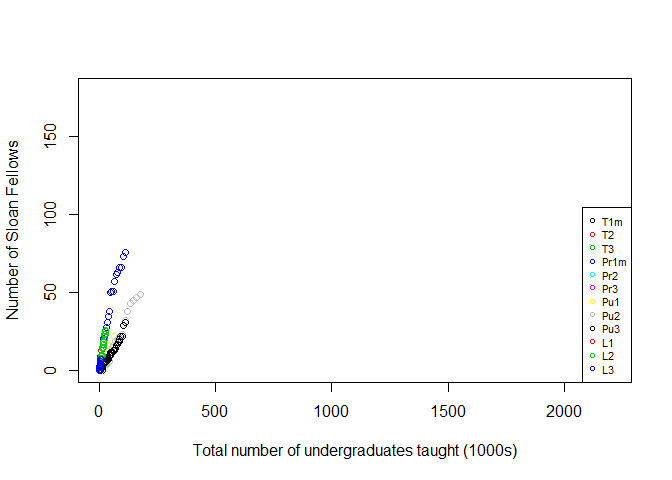 Number of Sloan Fellows
150
100
50
0
0
500
1000
1500
2000
Total number of undergraduates taught (1000s)
T1m
T2
T3
Pr1m
Pr2
Pr3
Pu1
Pu2
Pu3
L1
L2
L3